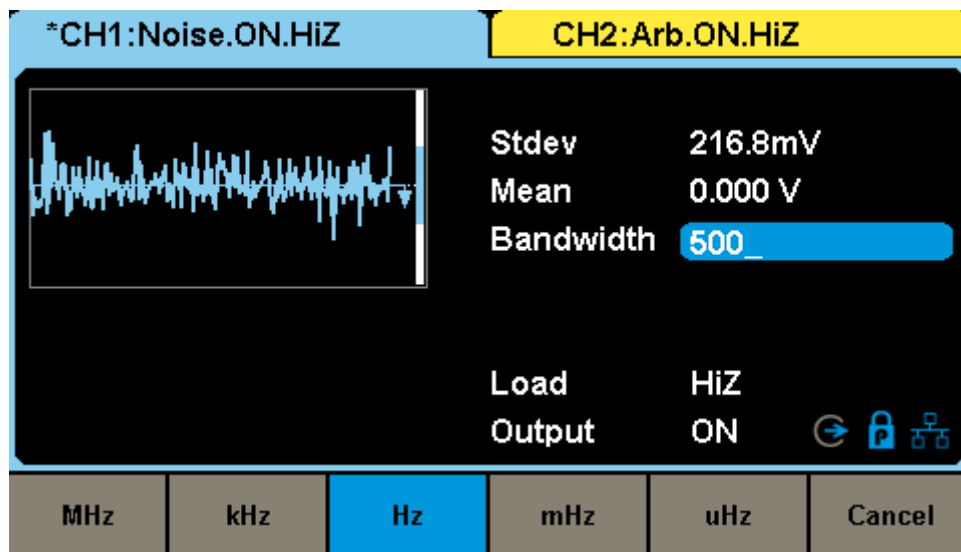 *CH1:Noise.ON.HiZ CH2:Arb.ON.HiZ
Stdev 216.8mV
Mean 0.000 V
Bandwidth 500_
Load HiZ
Output ON P
MHz kHz Hz mHz uHz Cancel